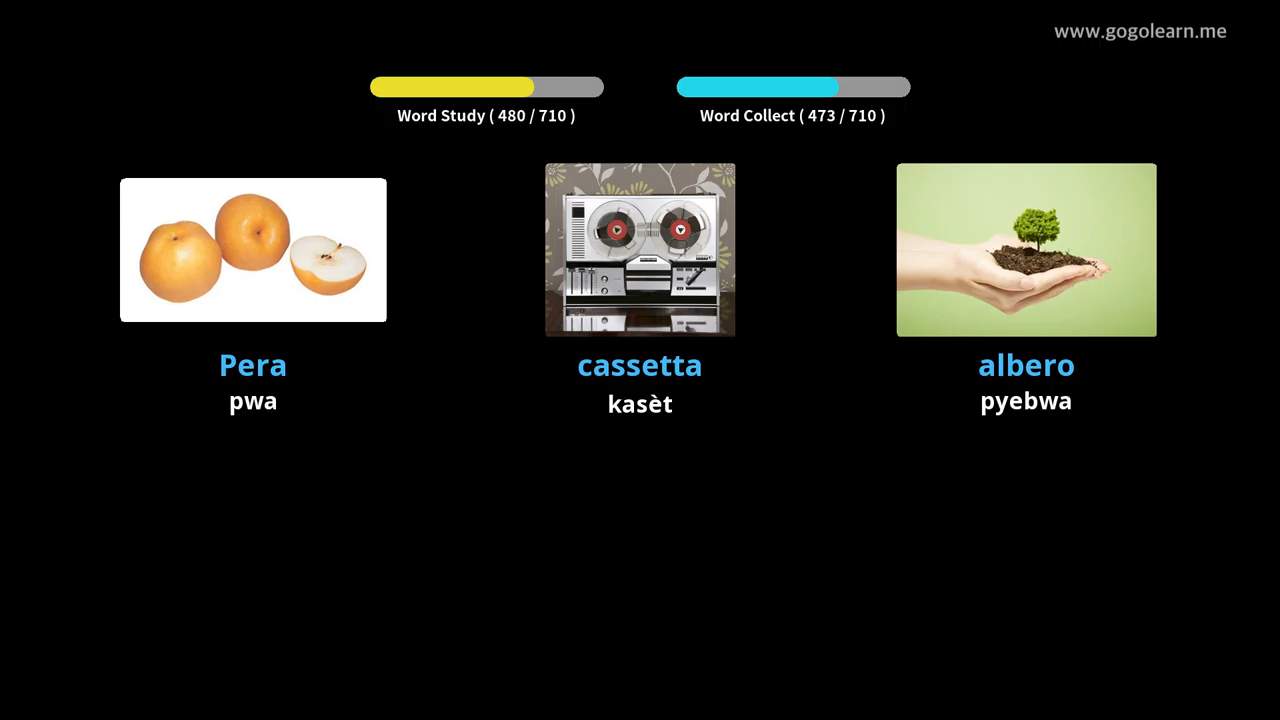 www.gogolearn.me
Word Study ( 480 / 710 )
Word Collect ( 473 / 710 )
Pera
pwa
cassetta
kasèt
albero
pyebwa